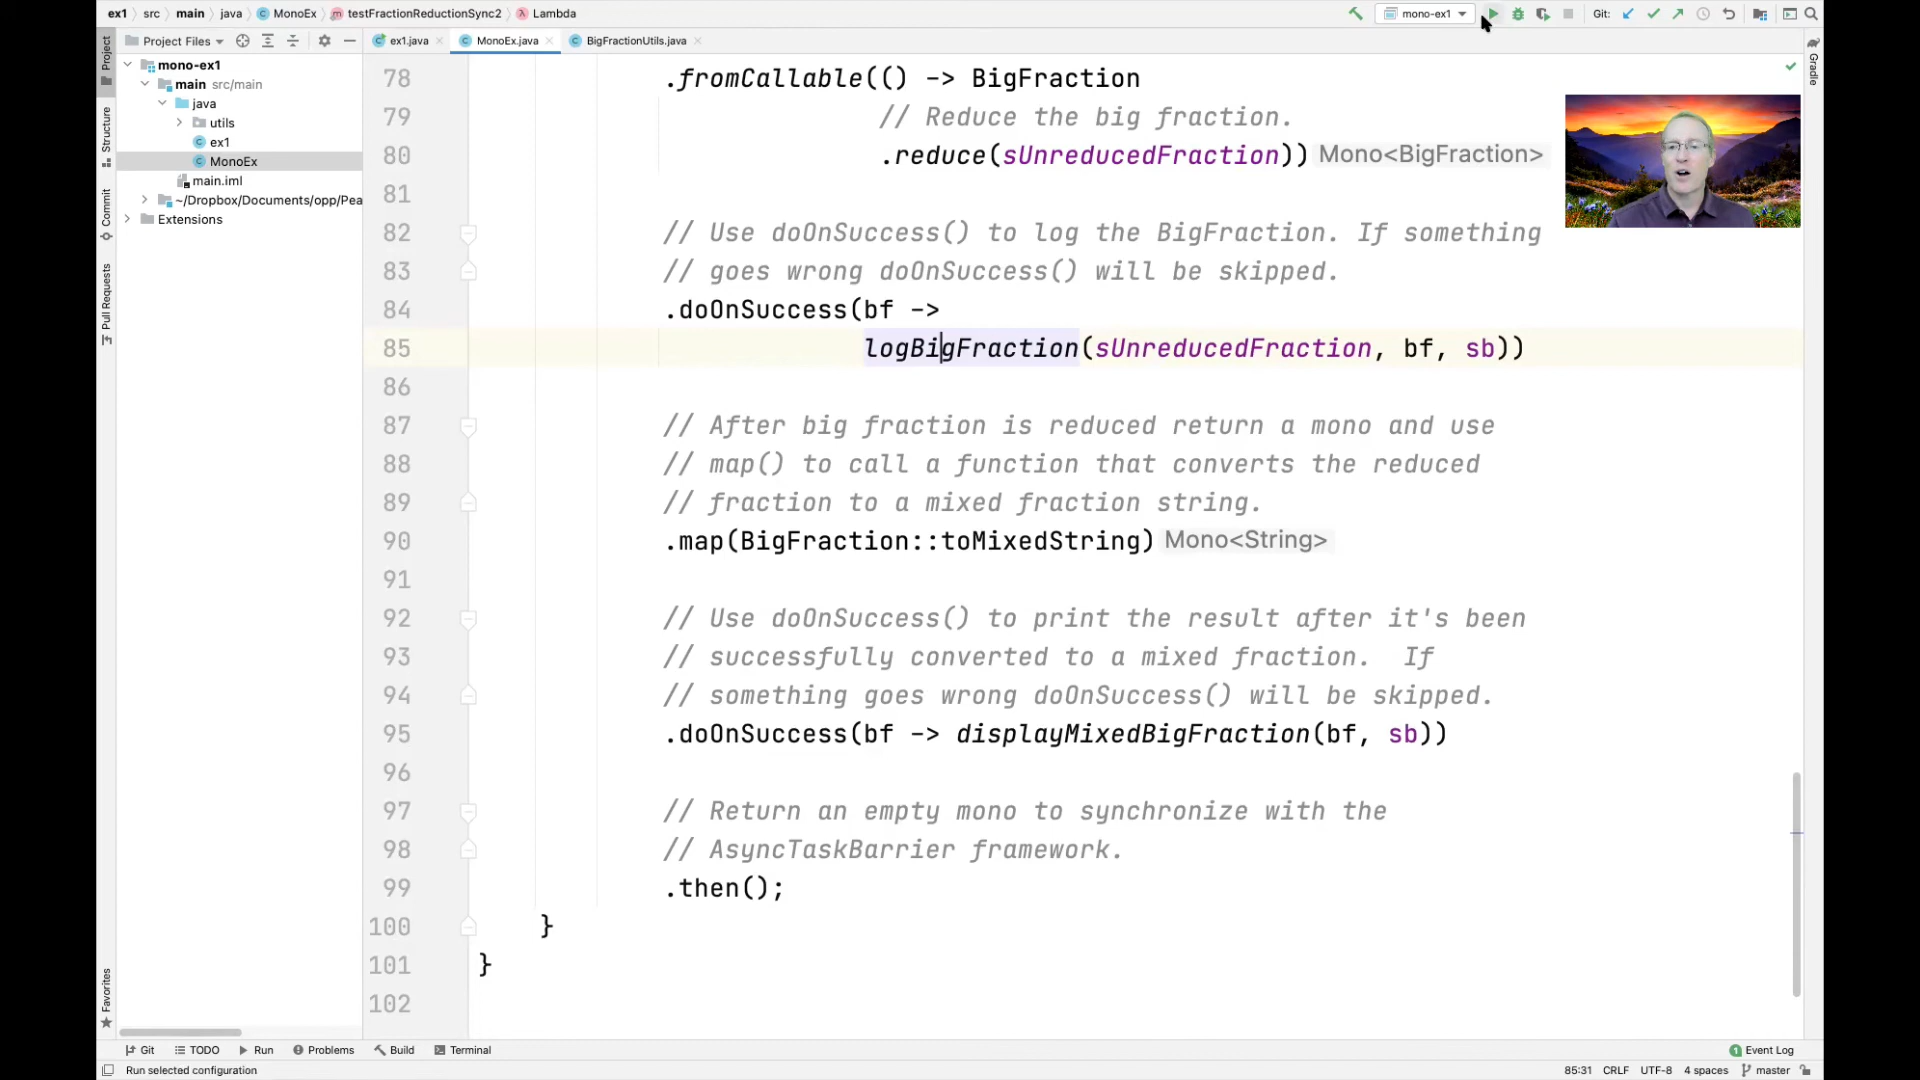 ex1 src main java MonoEx testFractionReductionSync2 Lambda mono-ex1 Git:
Project Files ex1.java MonoEx.java BigFractionUtils.java
mono-ex1
main src/main
java
utils
ex1
MonoEx
main.iml
~/Dropbox/Documents/opp/Pea
Extensions
Project
Structure
Commit
Pull Requests
Favorites
Gradle
78 .fromCallable(() -> BigFraction
79 // Reduce the big fraction.
80 .reduce(sUnreducedFraction)) Mono<BigFraction>
81
82 // Use doOnSuccess() to log the BigFraction. If something
83 // goes wrong doOnSuccess() will be skipped.
84 .doOnSuccess(bf ->
85 logBigFraction(sUnreducedFraction, bf, sb))
86
87 // After big fraction is reduced return a mono and use
88 // map() to call a function that converts the reduced
89 // fraction to a mixed fraction string.
90 .map(BigFraction::toMixedString) Mono<String>
91
92 // Use doOnSuccess() to print the result after it's been
93 // successfully converted to a mixed fraction.  If
94 // something goes wrong doOnSuccess() will be skipped.
95 .doOnSuccess(bf -> displayMixedBigFraction(bf, sb))
96
97 // Return an empty mono to synchronize with the
98 // AsyncTaskBarrier framework.
99 .then();
100 }
101 }
102
Git TODO Run Problems Build Terminal 1 Event Log
Run selected configuration 85:31 CRLF UTF-8 4 spaces master